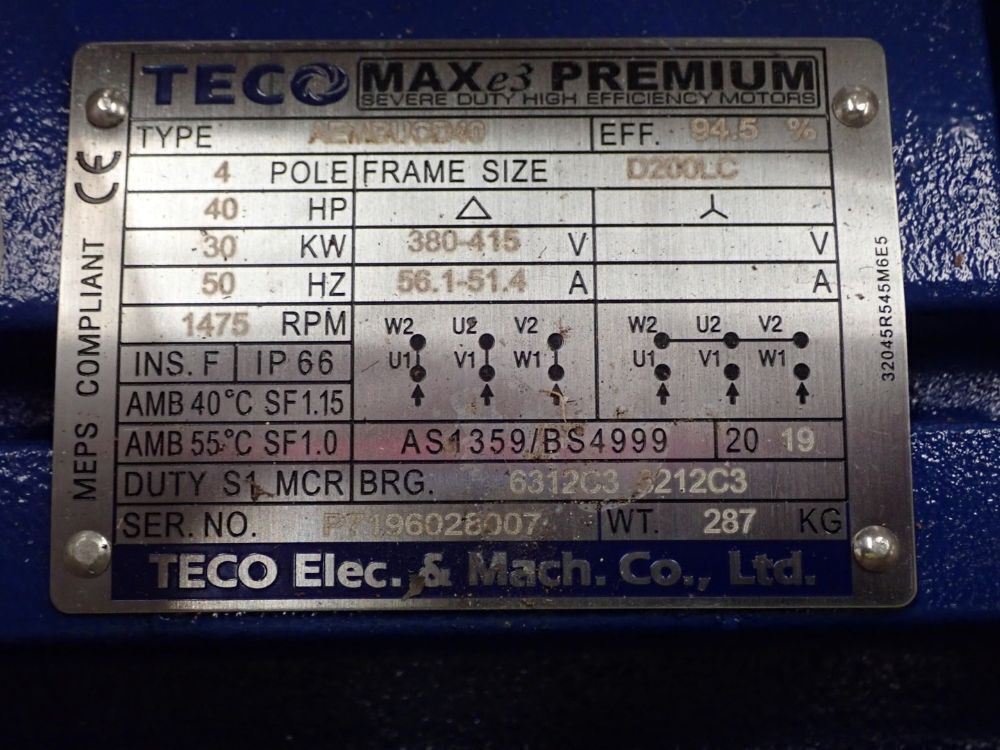 TECO MAXe3 PREMIUM
SEVERE DUTY HIGH EFFICIENCY MOTORS
TYPE AEMBUCD40 EFF. 94.5 %
4 POLE FRAME SIZE D200LC
40 HP △ ⅄
30 KW 380-415 V V
50 HZ 56.1-51.4 A A
1475 RPM
W2 U2 V2 W2 U2 V2
U1 V1 W1 U1 V1 W1
INS. F IP 66
AMB 40°C SF1.15
AMB 55°C SF1.0 AS1359/BS4999 20 19
DUTY S1 MCR BRG. 6312C3 6212C3
SER. NO. P7196028007 WT. 287 KG
TECO Elec. & Mach. Co., Ltd.
MEPS COMPLIANT CE
32045R545M6E5